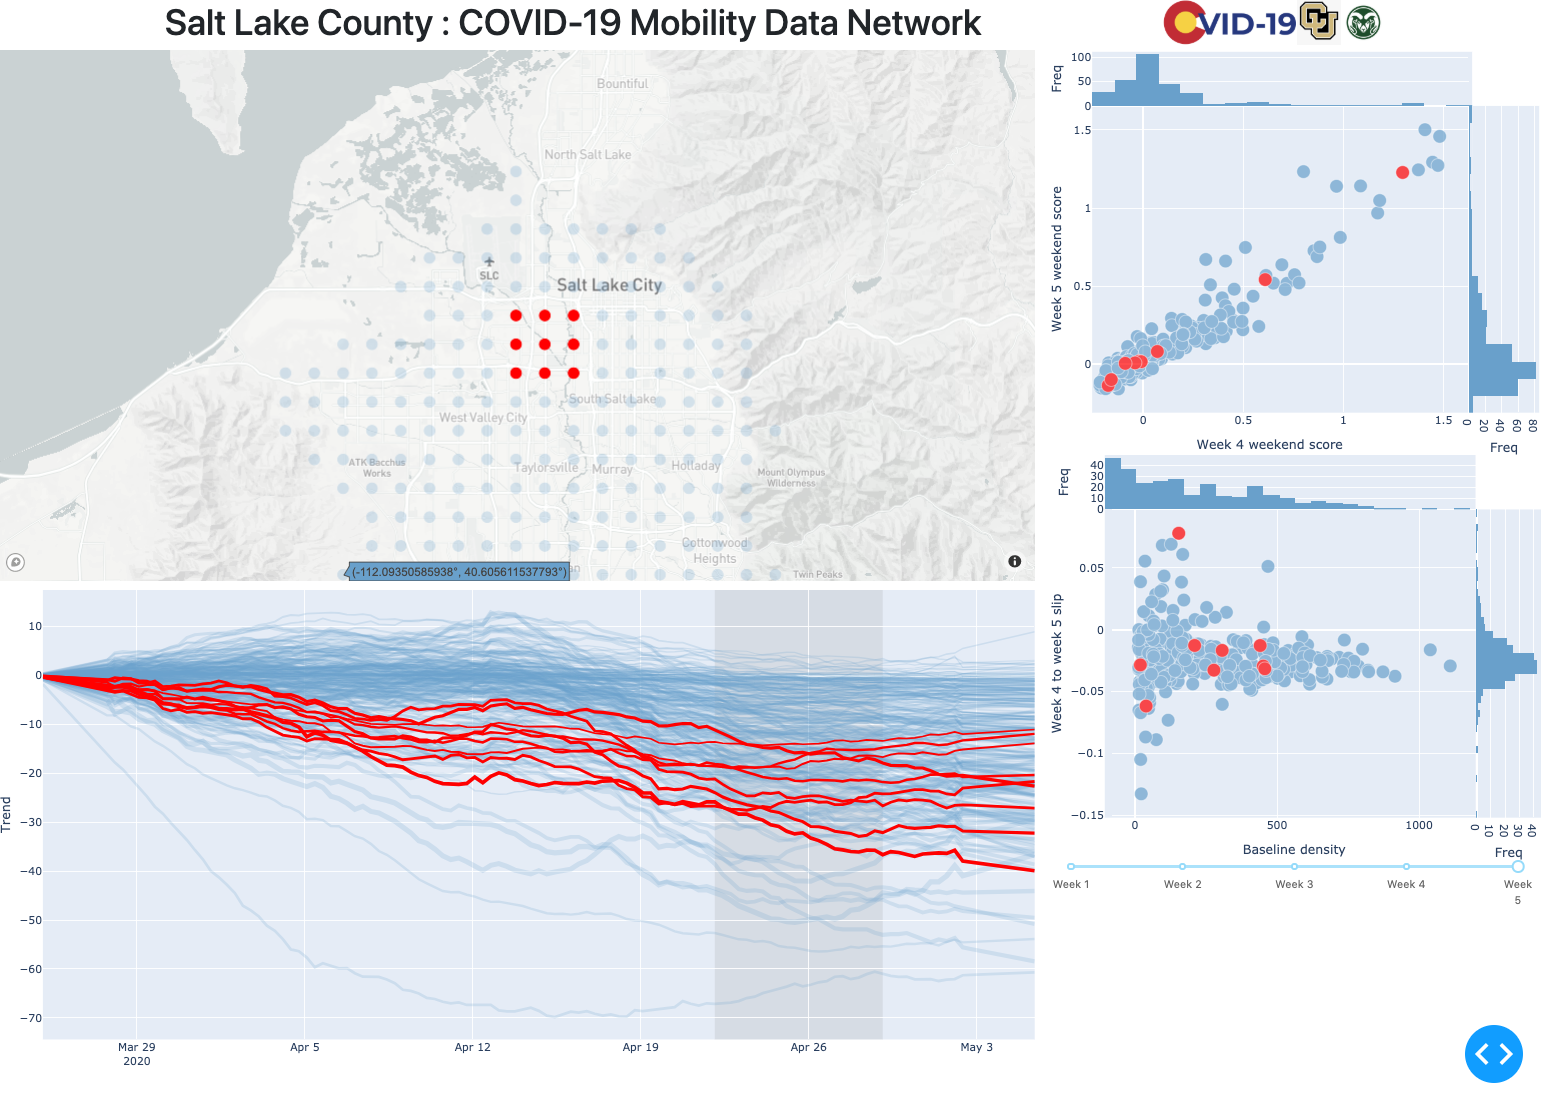 Salt Lake County : COVID-19 Mobility Data Network
VID-19
CU
Bountiful
North Salt Lake
SLC
Salt Lake City
South Salt Lake
West Valley City
ATK Bacchus
Works
Taylorsville
Murray
Holladay
Mount Olympus
Wilderness
Cottonwood
Heights
Twin Peaks
(-112.09350585938°, 40.605611537793°)
Trend
10
0
−10
−20
−30
−40
−50
−60
−70
Mar 29
2020
Apr 5
Apr 12
Apr 19
Apr 26
May 3
Freq
100
50
0
Week 5 weekend score
1.5
1
0.5
0
0
0.5
1
1.5
Week 4 weekend score
0
20
40
60
80
Freq
Freq
40
30
20
10
0
Week 4 to week 5 slip
0.05
0
−0.05
−0.1
−0.15
0
500
1000
Baseline density
0
10
20
30
40
Freq
Week 1
Week 2
Week 3
Week 4
Week
5